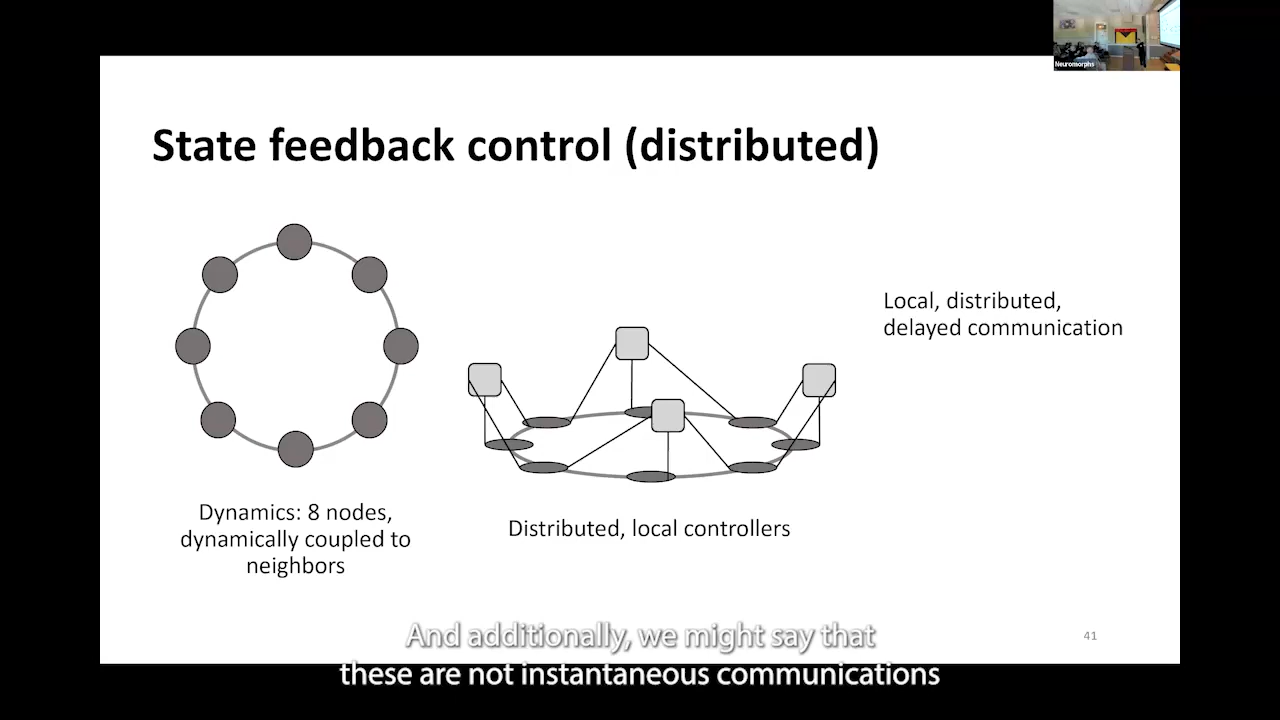 Neuromorphs
State feedback control (distributed)
Local, distributed,
delayed communication
Dynamics: 8 nodes,
dynamically coupled to
neighbors
Distributed, local controllers
And additionally, we might say that
these are not instantaneous communications
41